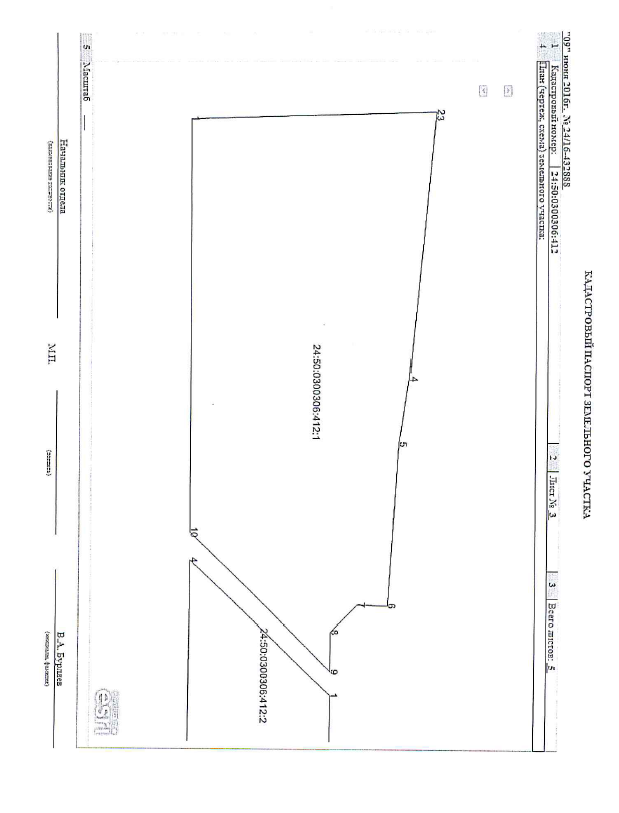 КАДАСТРОВЫЙ ПАСПОРТ ЗЕМЕЛЬНОГО УЧАСТКА
"09" июня 2016г. № 24/16-432888
1 Кадастровый номер: 24:50:0300306:412 2 Лист № 3 3 Всего листов: 5
4 План (чертеж, схема) земельного участка:
23
4
5
6
7
8
9
1
24:50:0300306:412:1
24:50:0300306:412:2
1
10
4
5 Масштаб
Начальник отдела М.П. В.А. Бурляев
(наименование должности) (подпись) (инициалы, фамилия)